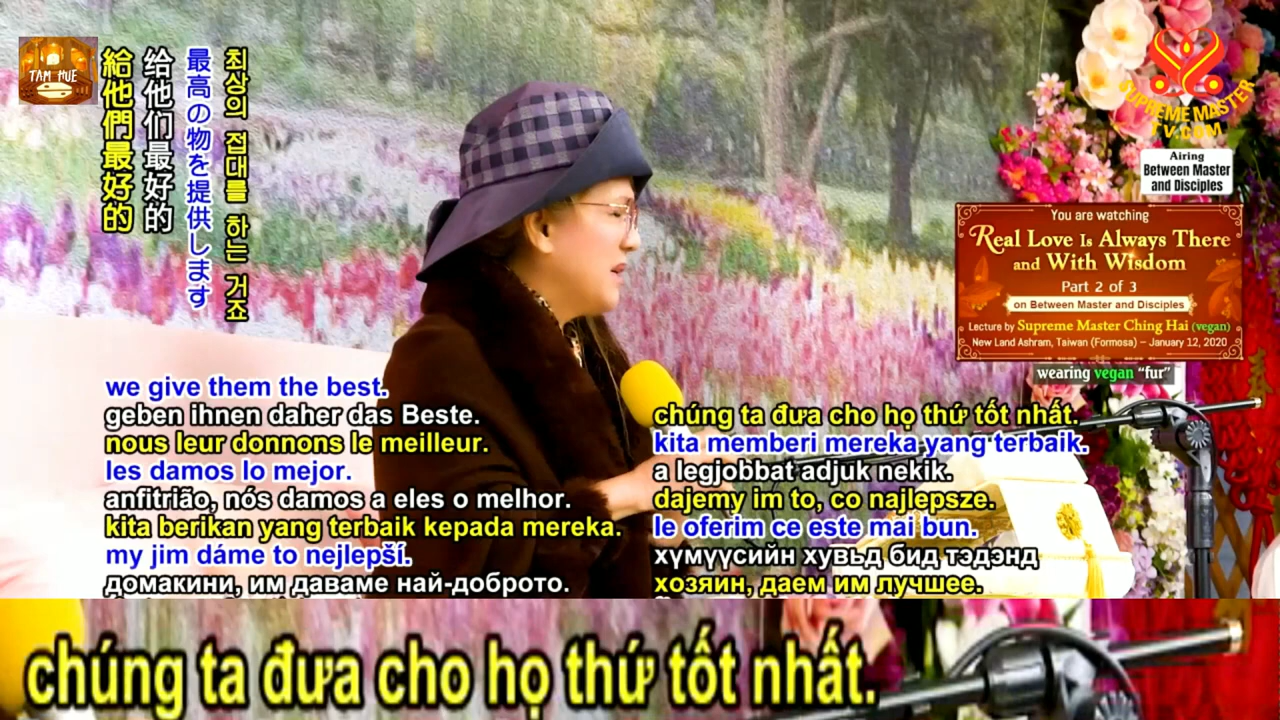 TAM HUE
給他們最好的
给他们最好的
最高の物を提供します
최상의 접대를 하는 거죠
SUPREME MASTER
TV.COM
Airing
Between Master
and Disciples
You are watching
Real Love Is Always There
and With Wisdom
Part 2 of 3
on Between Master and Disciples
Lecture by Supreme Master Ching Hai (vegan)
New Land Ashram, Taiwan (Formosa) – January 12, 2020
wearing vegan “fur”
we give them the best.
geben ihnen daher das Beste.
nous leur donnons le meilleur.
les damos lo mejor.
anfitrião, nós damos a eles o melhor.
kita berikan yang terbaik kepada mereka.
my jim dáme to nejlepší.
домакини, им даваме най-доброто.
chúng ta đưa cho họ thứ tốt nhất.
kita memberi mereka yang terbaik.
a legjobbat adjuk nekik.
dajemy im to, co najlepsze.
le oferim ce este mai bun.
хүмүүсийн хувьд бид тэдэнд
хозяин, даем им лучшее.
chúng ta đưa cho họ thứ tốt nhất.